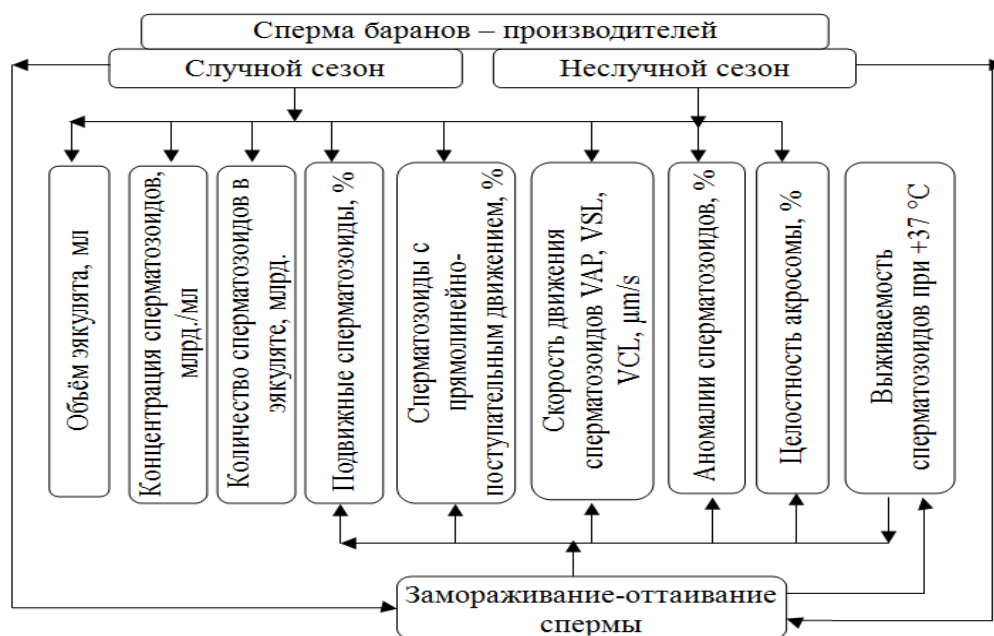 Сперма баранов – производителей
Случной сезон
Неслучной сезон
Объём эякулята, мл
Концентрация сперматозоидов,
млрд./мл
Количество сперматозоидов в
эякуляте, млрд.
Подвижные сперматозоиды, %
Сперматозоиды с
прямолинейно-
поступательным движением, %
Скорость движения
сперматозоидов VAP, VSL,
VCL, µm/s
Аномалии сперматозоидов, %
Целостность акросомы, %
Выживаемость
сперматозоидов при +37 °С
Замораживание-оттаивание
спермы